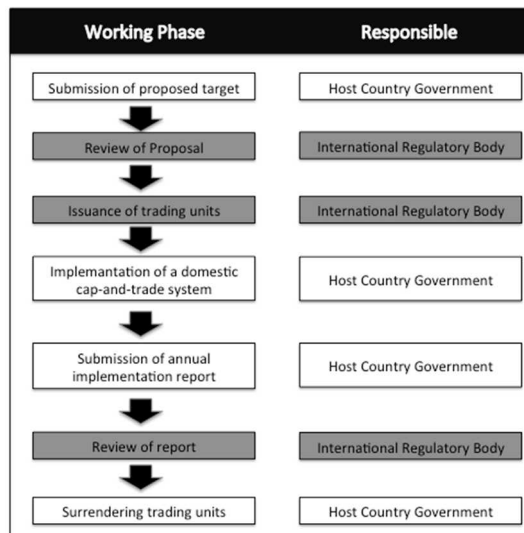 Working Phase Responsible
Submission of proposed target Host Country Government
Review of Proposal International Regulatory Body
Issuance of trading units International Regulatory Body
Implemantation of a domestic
cap-and-trade system
Host Country Government
Submission of annual
implementation report
Host Country Government
Review of report International Regulatory Body
Surrendering trading units Host Country Government